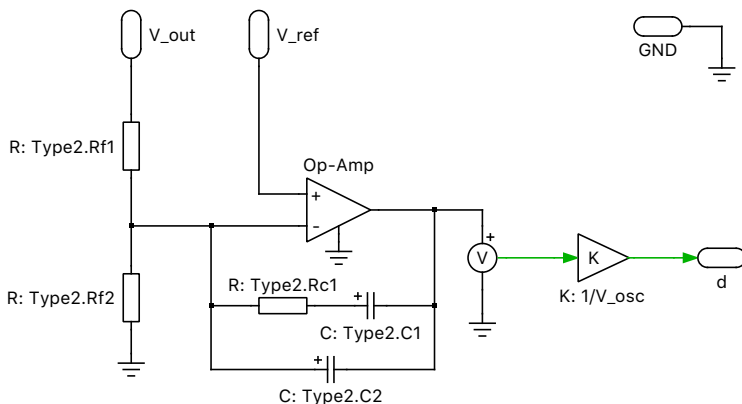 V_out
V_ref
GND
R: Type2.Rf1
Op-Amp
+
-
+
V
K
d
K: 1/V_osc
R: Type2.Rf2
R: Type2.Rc1
+
C: Type2.C1
+
C: Type2.C2